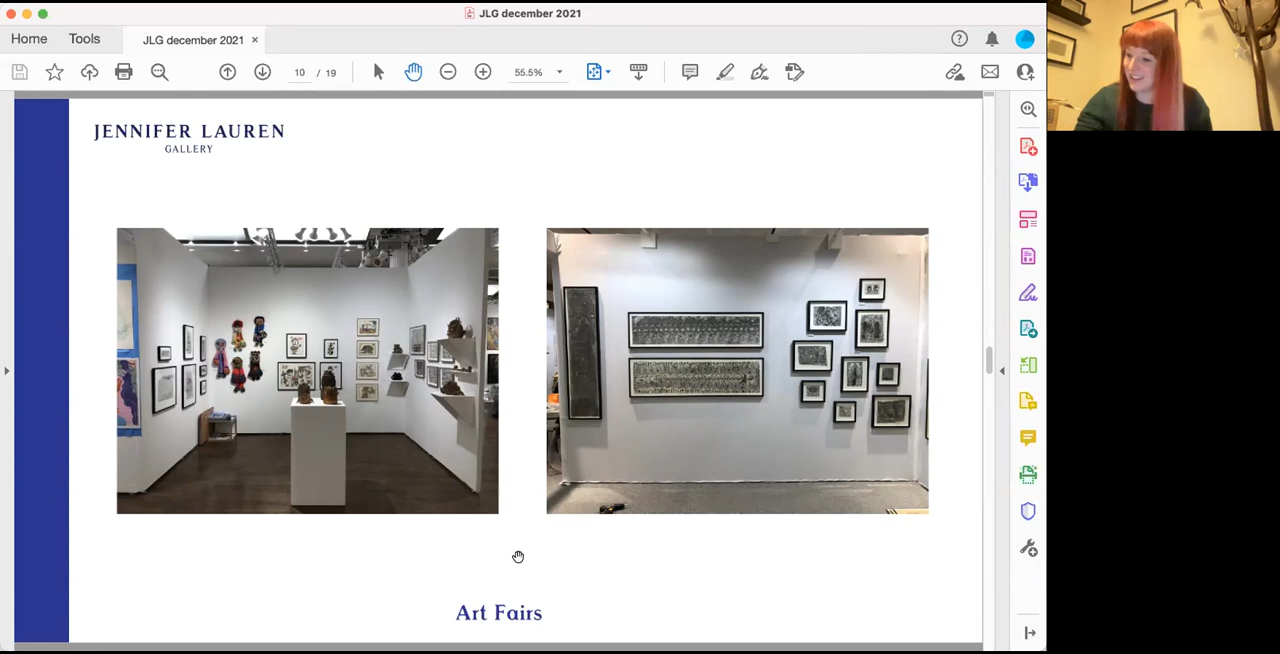 JLG december 2021
Home
Tools
JLG december 2021 ×
10 / 19
55.5%
JENNIFER LAUREN
GALLERY
Art Fairs